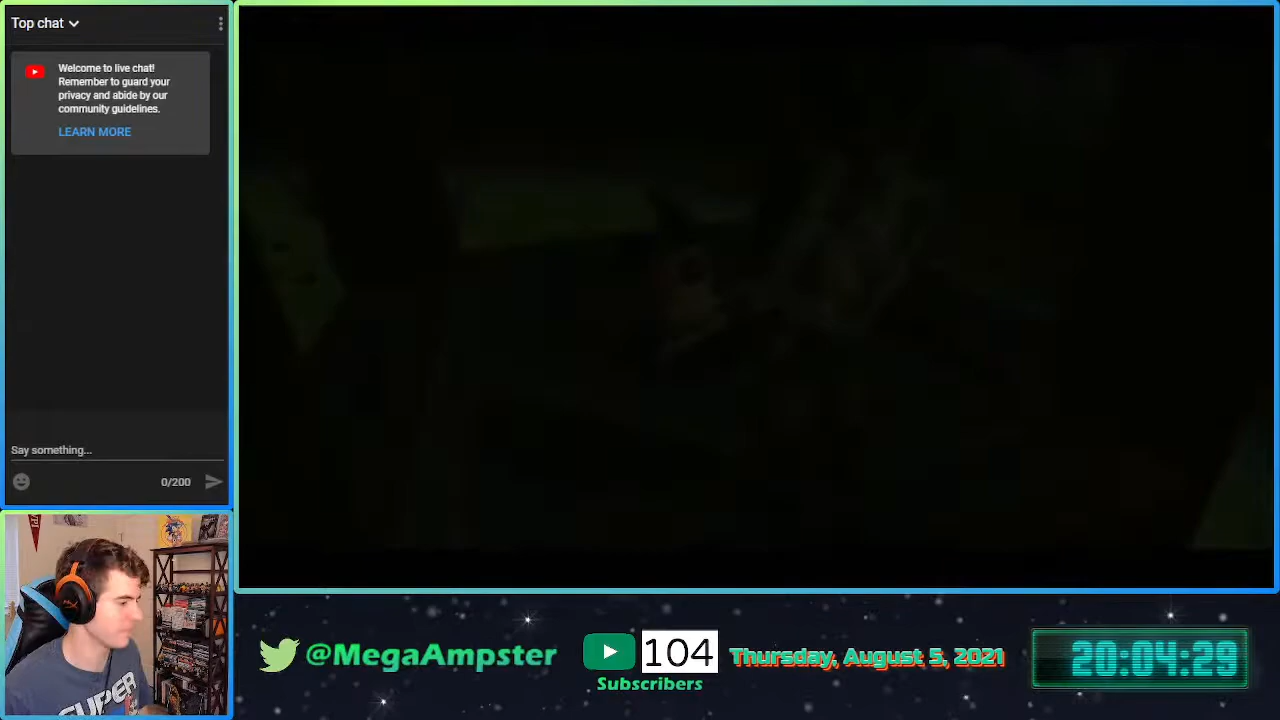 Top chat
Welcome to live chat!
Remember to guard your
privacy and abide by our
community guidelines.
LEARN MORE
Say something...
0/200
SUPER
@MegaAmpster
104
Subscribers
Thursday, August 5, 2021
20:04:29